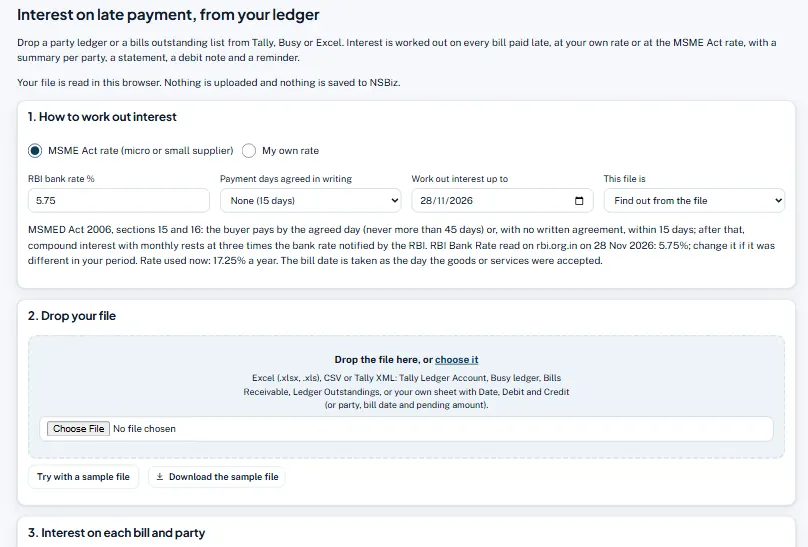 Interest on late payment, from your ledger
Drop a party ledger or a bills outstanding list from Tally, Busy or Excel. Interest is worked out on every bill paid late, at your own rate or at the MSME Act rate, with a
summary per party, a statement, a debit note and a reminder.
Your file is read in this browser. Nothing is uploaded and nothing is saved to NSBiz.
1. How to work out interest
MSME Act rate (micro or small supplier) My own rate
RBI bank rate % Payment days agreed in writing Work out interest up to This file is
5.75 None (15 days) 28/11/2026 Find out from the file
MSMED Act 2006, sections 15 and 16: the buyer pays by the agreed day (never more than 45 days) or, with no written agreement, within 15 days; after that,
compound interest with monthly rests at three times the bank rate notified by the RBI. RBI Bank Rate read on rbi.org.in on 28 Nov 2026: 5.75%; change it if it was
different in your period. Rate used now: 17.25% a year. The bill date is taken as the day the goods or services were accepted.
2. Drop your file
Drop the file here, or choose it
Excel (.xlsx, .xls), CSV or Tally XML: Tally Ledger Account, Busy ledger, Bills
Receivable, Ledger Outstandings, or your own sheet with Date, Debit and Credit
(or party, bill date and pending amount).
Choose File No file chosen
Try with a sample file Download the sample file
3. Interest on each bill and party